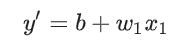 y′ = b + w₁x₁